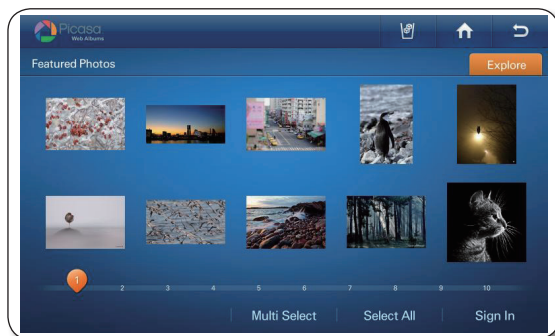 Picasa
Web Albums
Featured Photos
Explore
1 2 3 4 5 6 7 8 9 10
Multi Select
Select All
Sign In